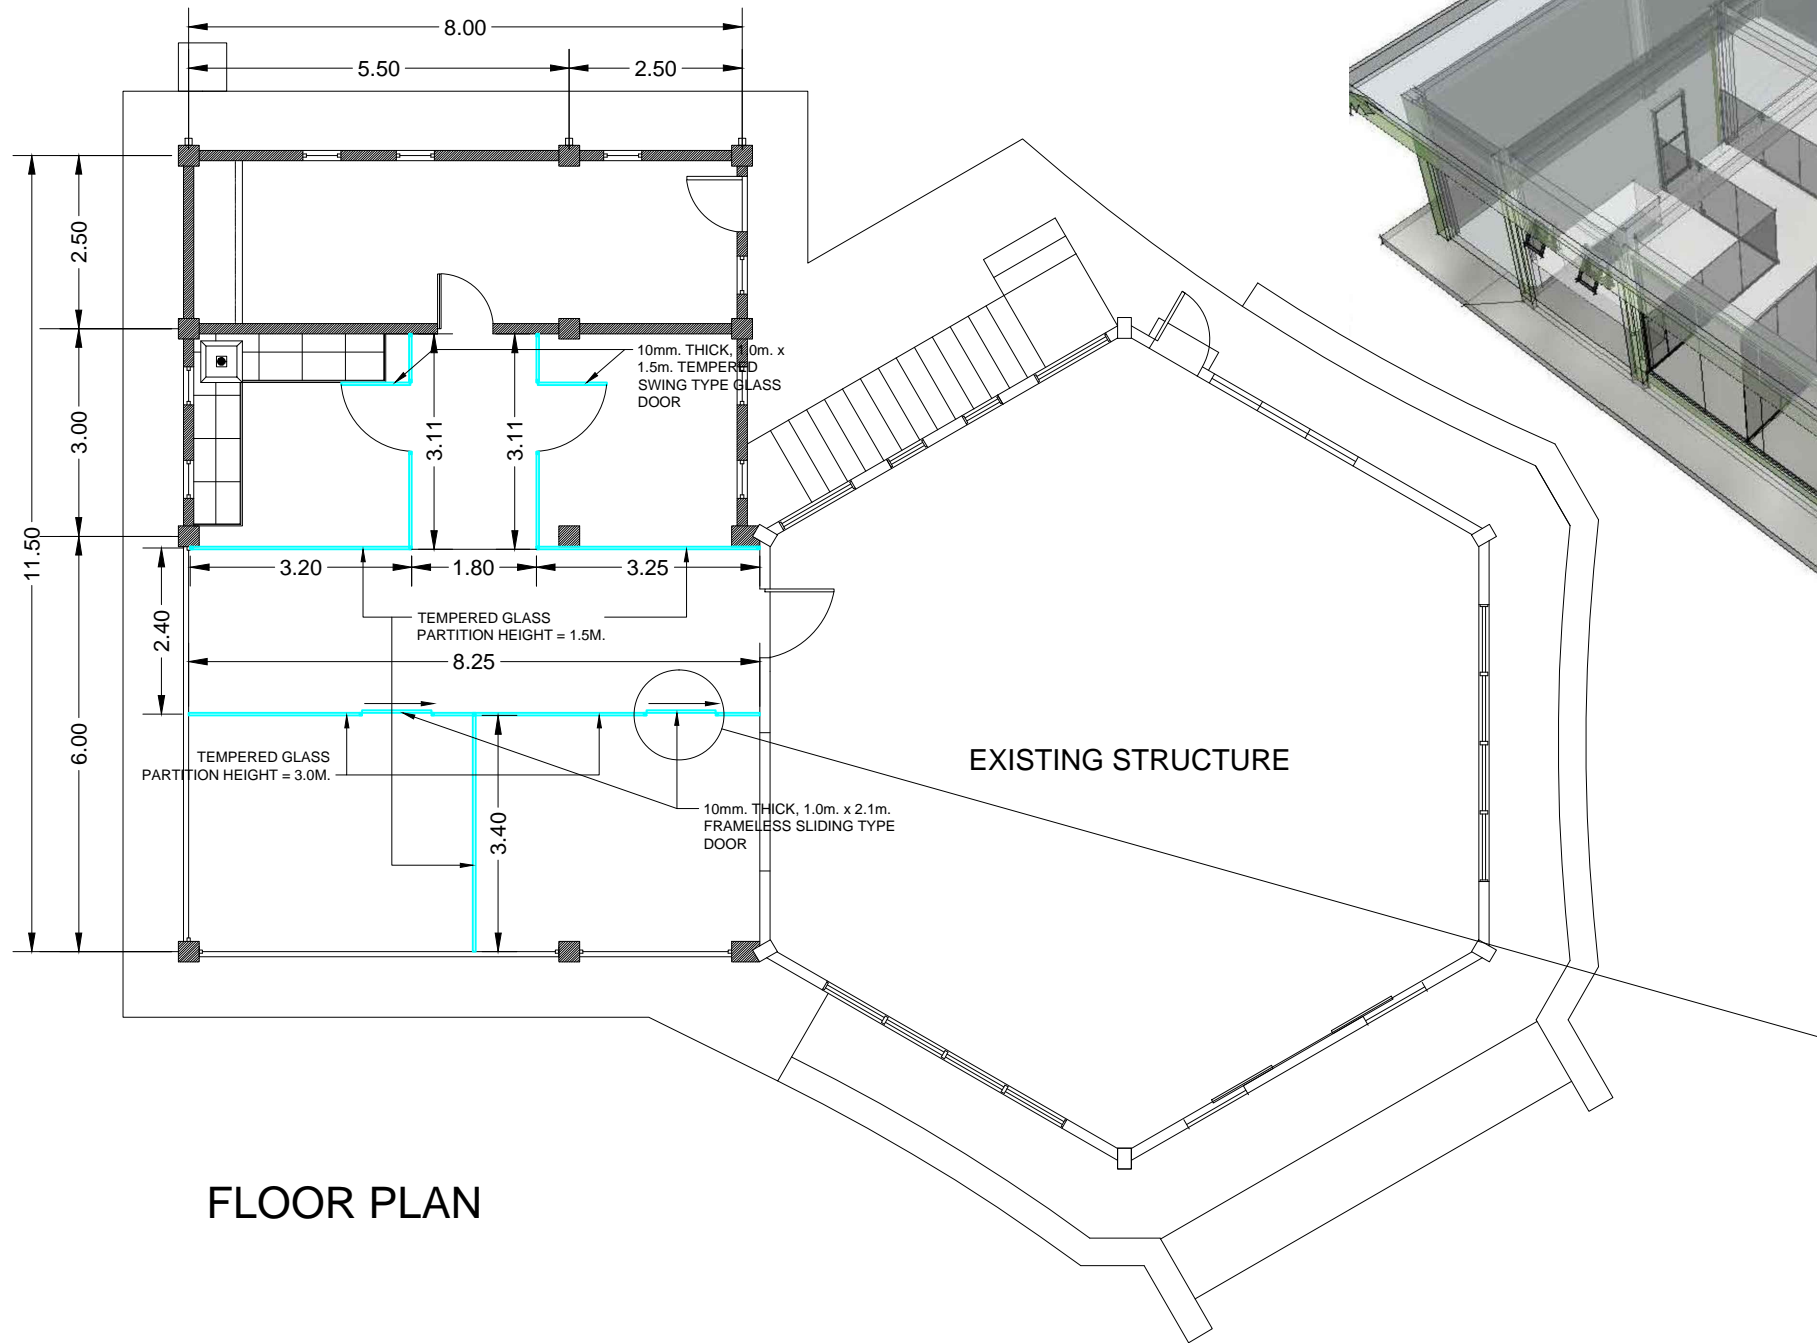 8.00
5.50
2.50
2.50
3.00
11.50
6.00
10mm. THICK, 1.0m. x
1.5m. TEMPERED
SWING TYPE GLASS
DOOR
3.11
3.11
3.20
1.80
3.25
2.40
TEMPERED GLASS
PARTITION HEIGHT = 1.5M.
8.25
TEMPERED GLASS
PARTITION HEIGHT = 3.0M.
3.40
10mm. THICK, 1.0m. x 2.1m.
FRAMELESS SLIDING TYPE
DOOR
EXISTING STRUCTURE
FLOOR PLAN